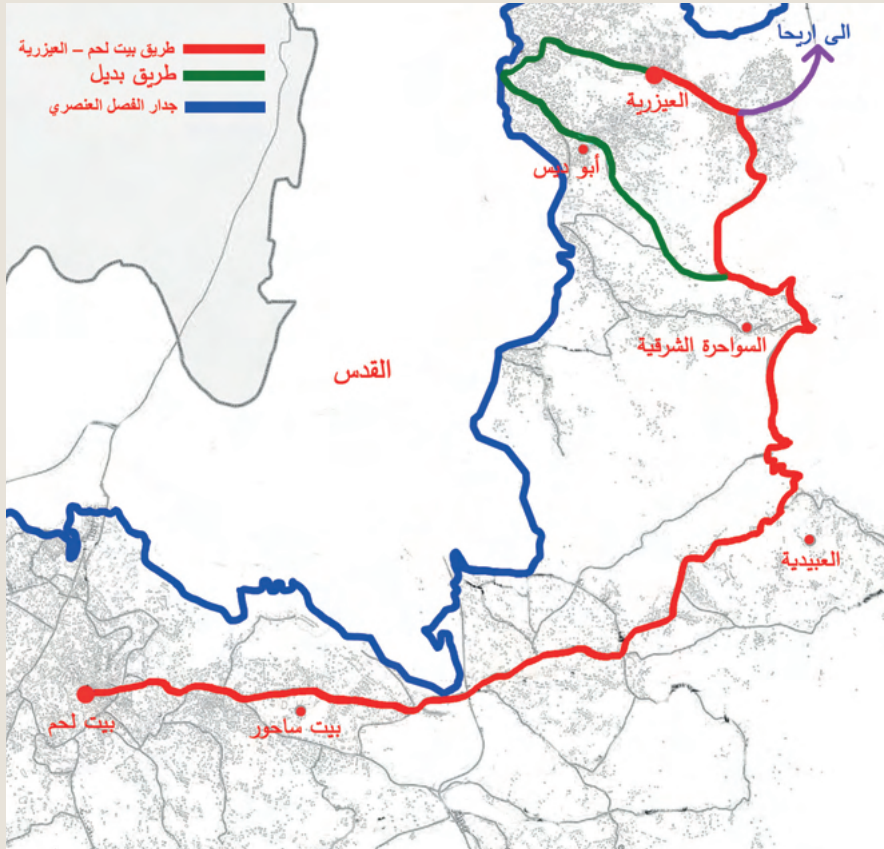 طريق بيت لحم – العيزرية
طريق بديل
جدار الفصل العنصري
الى اريحا
العيزرية
أبو ديس
السواحرة الشرقية
القدس
العبيدية
بيت لحم
بيت ساحور